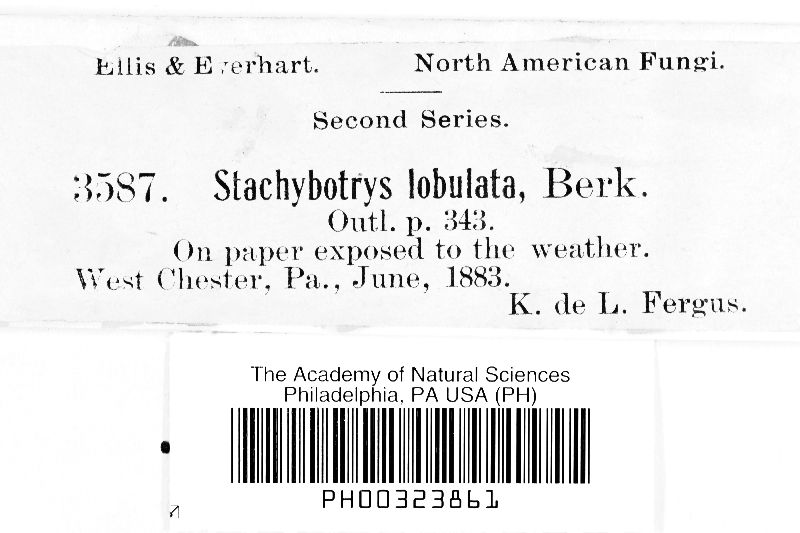 Ellis & Everhart. North American Fungi.
Second Series.
3587. Stachybotrys lobulata, Berk.
Outl. p. 343.
On paper exposed to the weather.
West Chester, Pa., June, 1883.
K. de L. Fergus.
The Academy of Natural Sciences
Philadelphia, PA USA (PH)
PH00323861